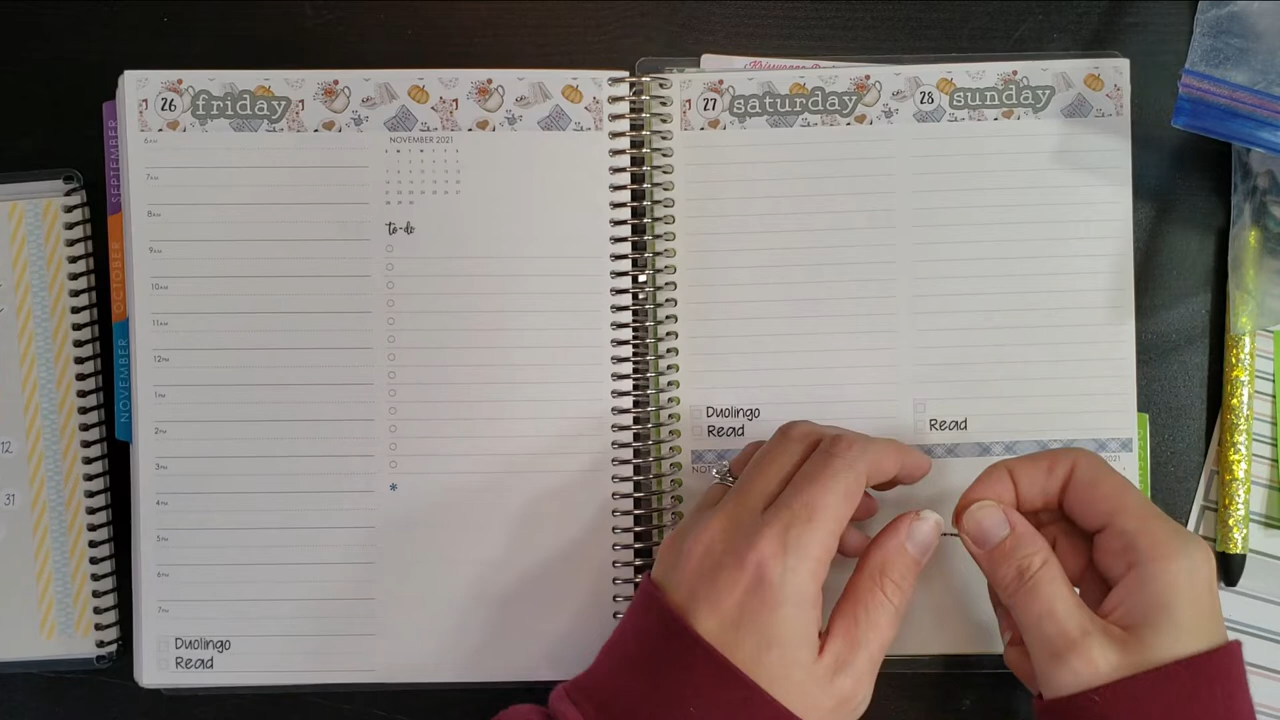 26 friday
27 saturday
28 sunday
SEPTEMBER
OCTOBER
NOVEMBER
6AM
7AM
8AM
9AM
10AM
11AM
12PM
1PM
2PM
3PM
4PM
5PM
6PM
7PM
Duolingo
Read
NOVEMBER 2021
S M T W T F S
to-do
*
Duolingo
Read
Read
2021
12
31